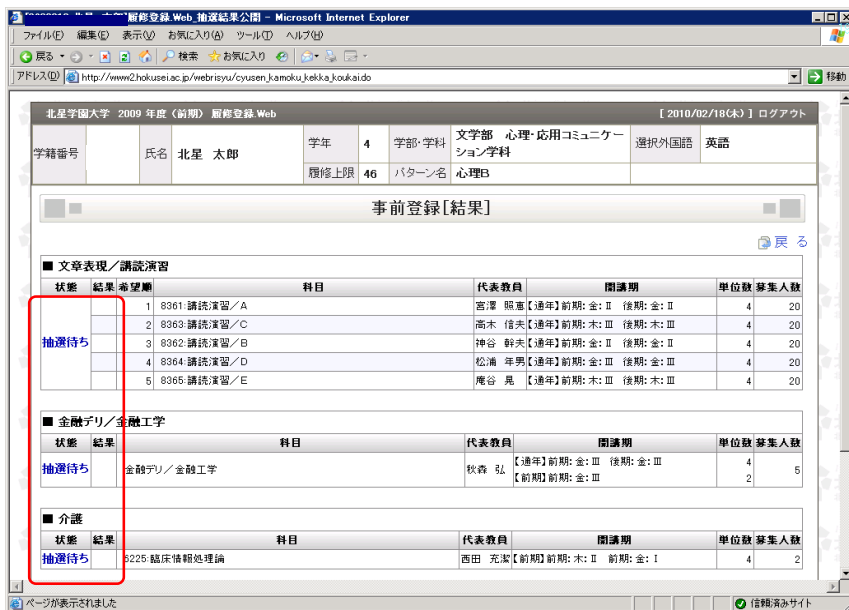 履修登録.Web_抽選結果公開 - Microsoft Internet Explorer
ファイル(F) 編集(E) 表示(V) お気に入り(A) ツール(T) ヘルプ(H)
戻る 検索 お気に入り
アドレス(D) http://www2.hokusei.ac.jp/webrisyu/cyusen_kamoku_kekka_koukai.do 移動
北星学園大学 2009 年度 (前期) 履修登録.Web [ 2010/02/18(木) ] ログアウト
学籍番号 氏名 北星 太郎 学年 4 学部・学科 文学部 心理・応用コミュニケーション学科 選択外国語 英語
履修上限 46 パターン名 心理B
事前登録[結果]
戻 る
■ 文章表現/講読演習
状態 結果 希望順 科目 代表教員 開講期 単位数 募集人数
抽選待ち
1 8361:講読演習/A 宮澤 照恵 【通年】前期:金:Ⅱ 後期:金:Ⅱ 4 20
2 8363:講読演習/C 高木 信夫 【通年】前期:木:Ⅲ 後期:木:Ⅲ 4 20
3 8362:講読演習/B 神谷 幹夫 【通年】前期:金:Ⅱ 後期:金:Ⅱ 4 20
4 8364:講読演習/D 松浦 年男 【通年】前期:金:Ⅱ 後期:金:Ⅱ 4 20
5 8365:講読演習/E 庵谷 晃 【通年】前期:木:Ⅲ 後期:木:Ⅲ 4 20
■ 金融デリ/金融工学
状態 結果 科目 代表教員 開講期 単位数 募集人数
抽選待ち 金融デリ/金融工学 秋森 弘 【通年】前期:金:Ⅲ 後期:金:Ⅲ 4 5
【前期】前期:金:Ⅲ 2
■ 介護
状態 結果 科目 代表教員 開講期 単位数 募集人数
抽選待ち 6225:臨床情報処理論 西田 充潔 【前期】前期:木:Ⅱ 前期:金:Ⅰ 4 2
ページが表示されました 信頼済みサイト